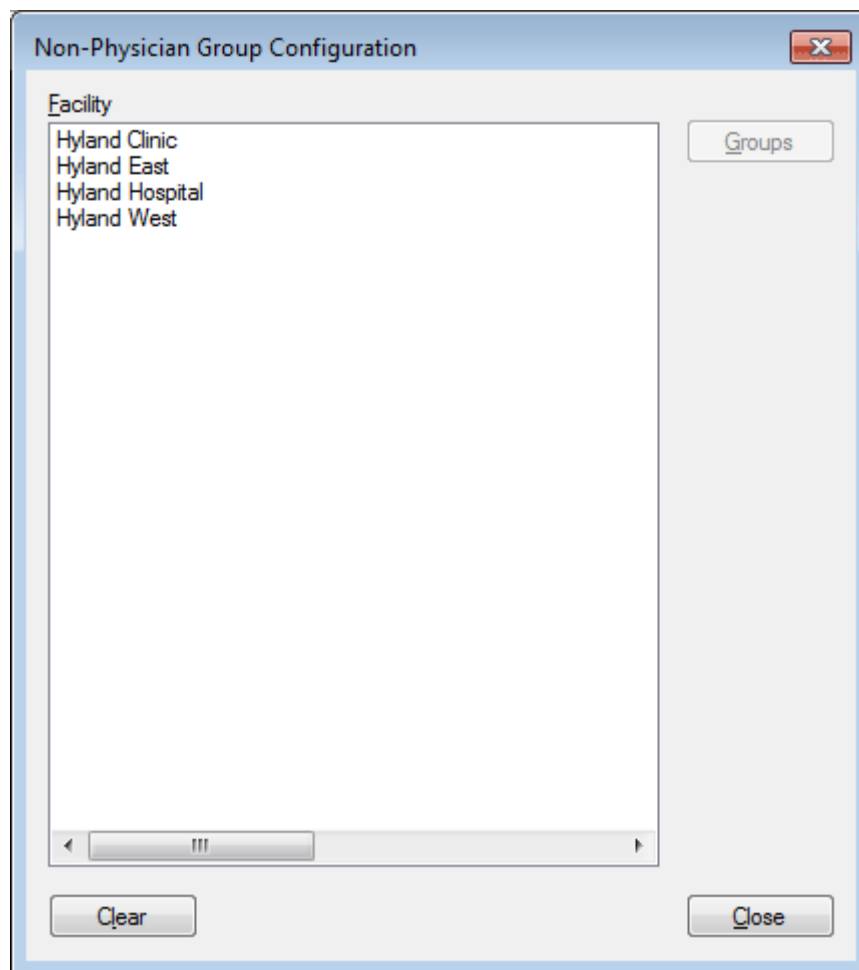 Non-Physician Group Configuration
Facility
Hyland Clinic
Hyland East
Hyland Hospital
Hyland West
Groups
Clear
Close